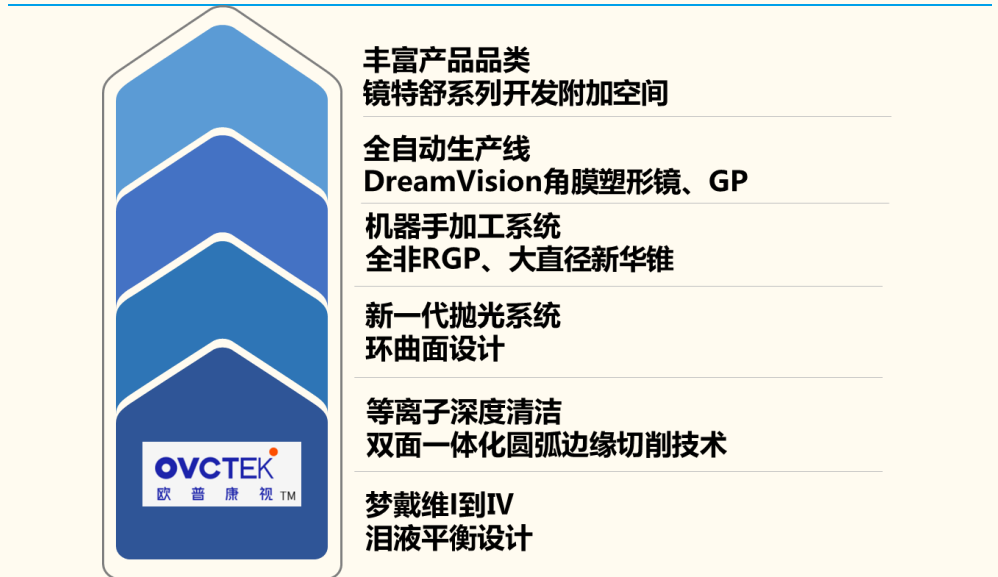 丰富产品品类
镜特舒系列开发附加空间
全自动生产线
DreamVision角膜塑形镜、GP
机器手加工系统
全非RGP、大直径新华锥
新一代抛光系统
环曲面设计
等离子深度清洁
双面一体化圆弧边缘切削技术
OVCTEK
欧普康视 TM
梦戴维I到IV
泪液平衡设计